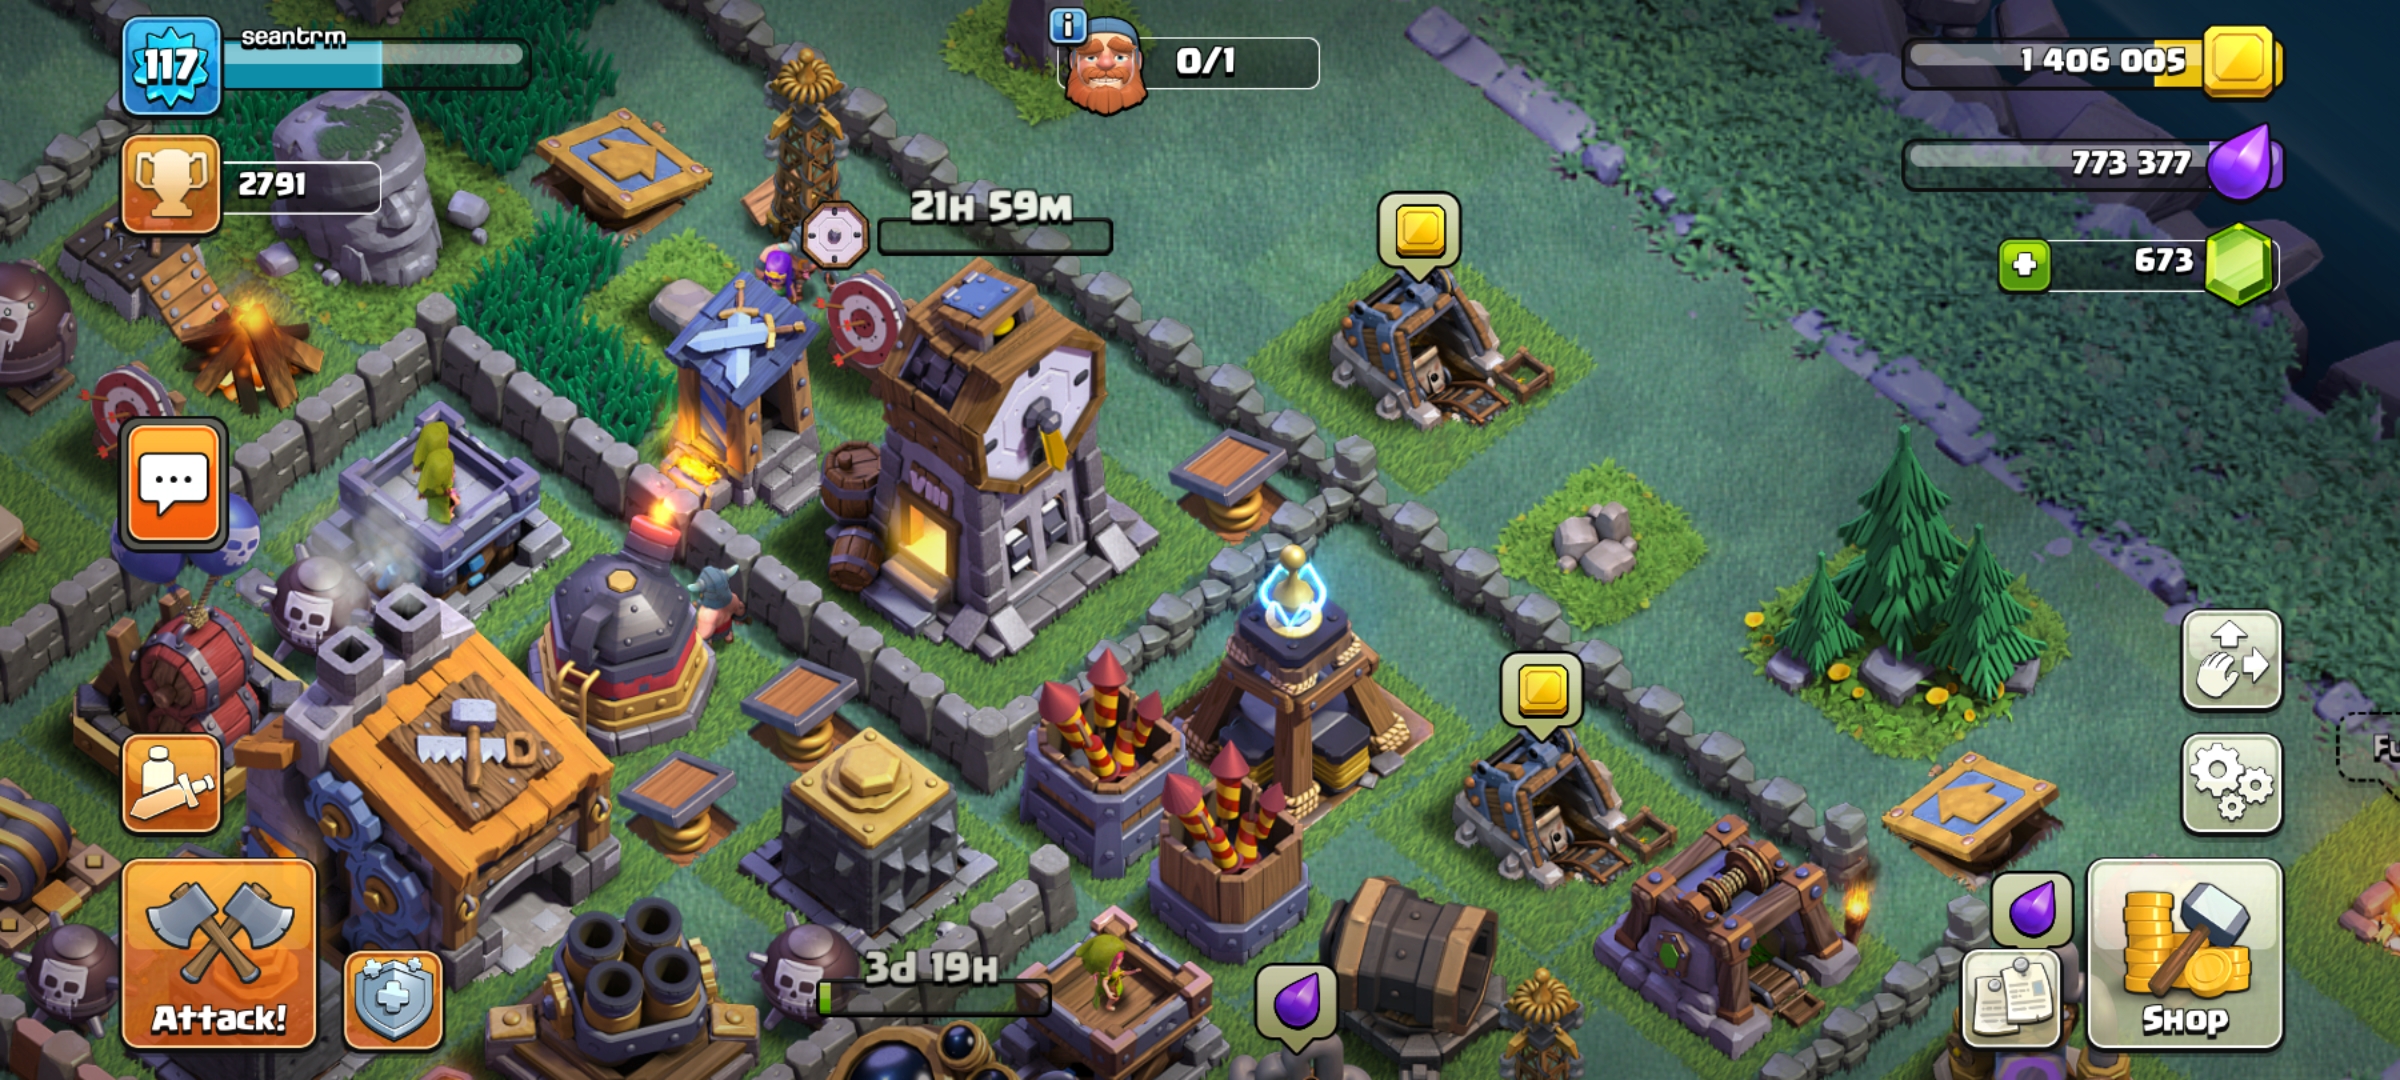 117
seantrm
0/1
1 406 005
2791
773 377
21H 59M
673
VIII
3d 19H
Attack!
Shop